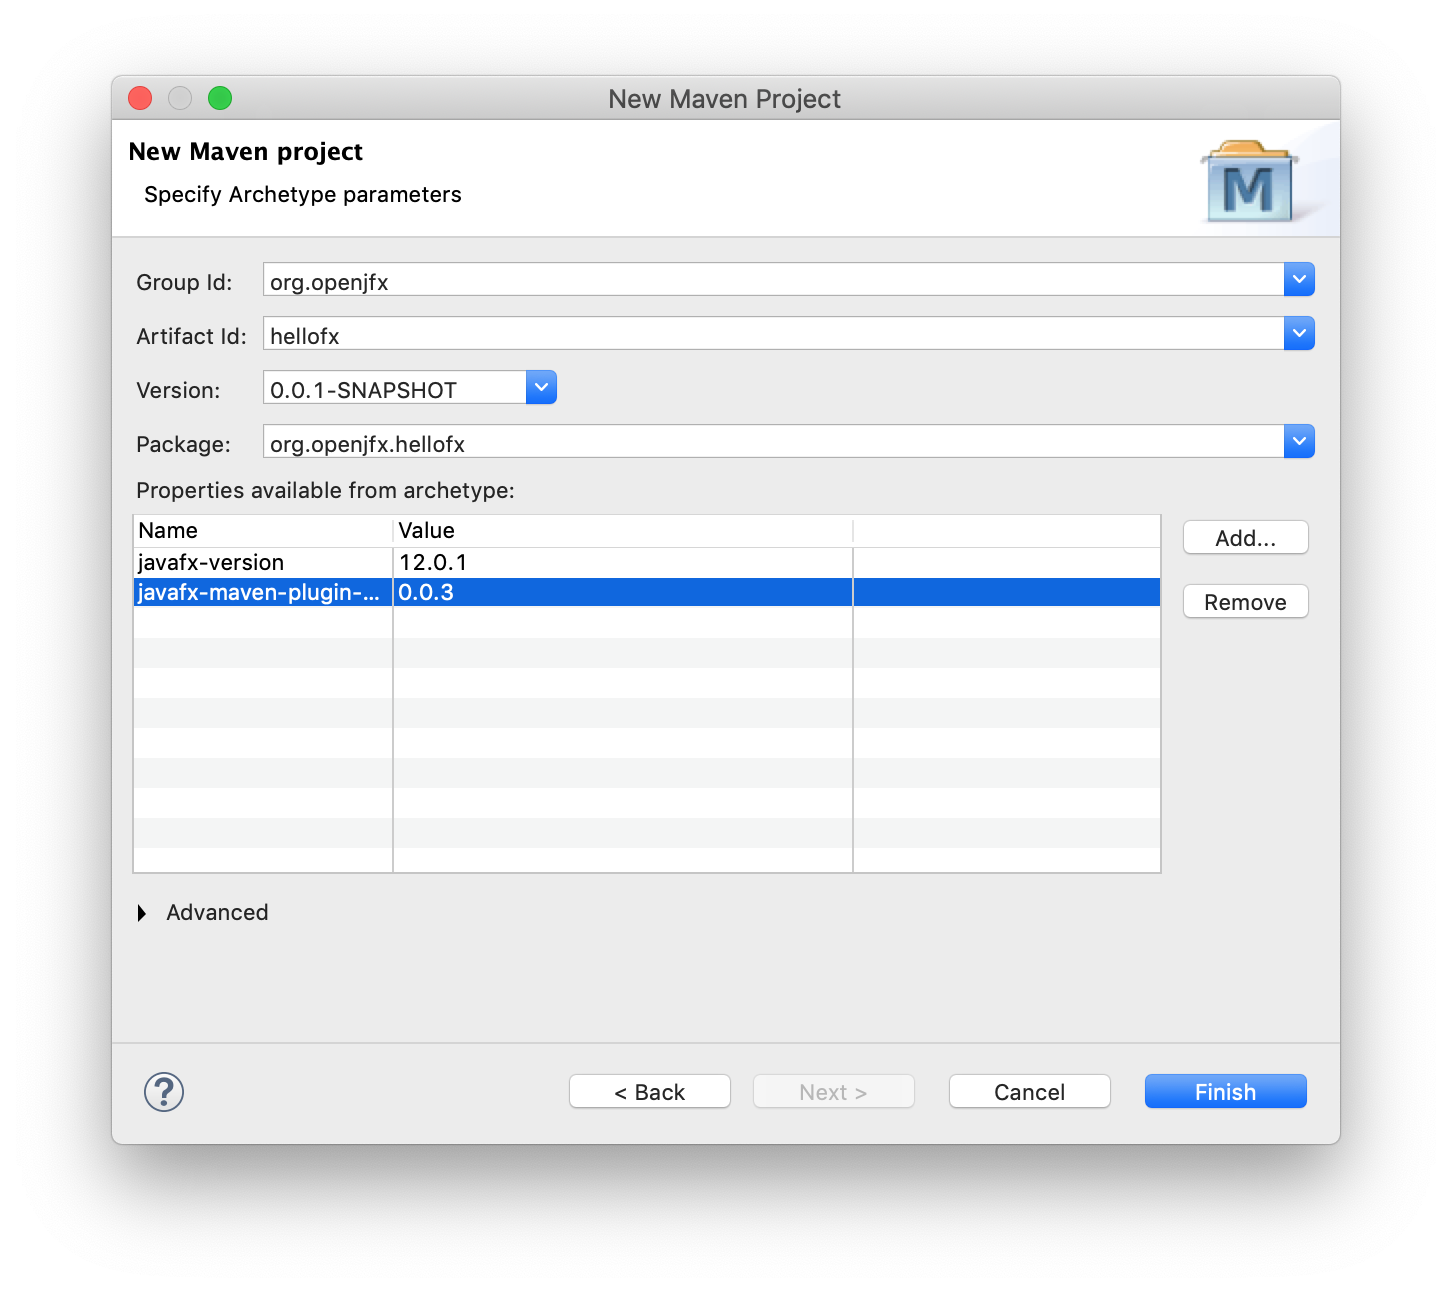 New Maven Project
New Maven project
Specify Archetype parameters
M
Group Id: org.openjfx
Artifact Id: hellofx
Version: 0.0.1-SNAPSHOT
Package: org.openjfx.hellofx
Properties available from archetype:
Name Value
javafx-version 12.0.1
javafx-maven-plugin-... 0.0.3
Add...
Remove
Advanced
? < Back Next > Cancel Finish